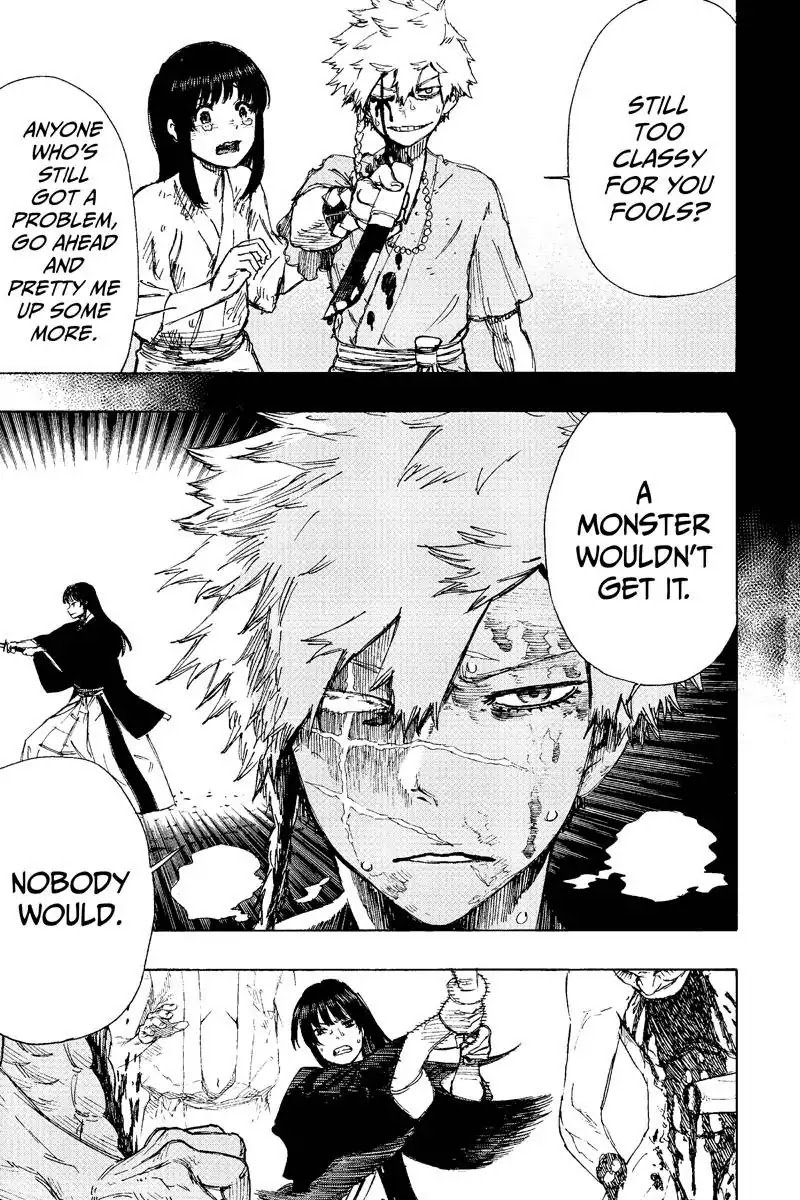 STILL
TOO
CLASSY
FOR YOU
FOOLS?
ANYONE
WHO'S
STILL
GOT A
PROBLEM,
GO AHEAD
AND
PRETTY ME
UP SOME
MORE.
A
MONSTER
WOULDN'T
GET IT.
NOBODY
WOULD.